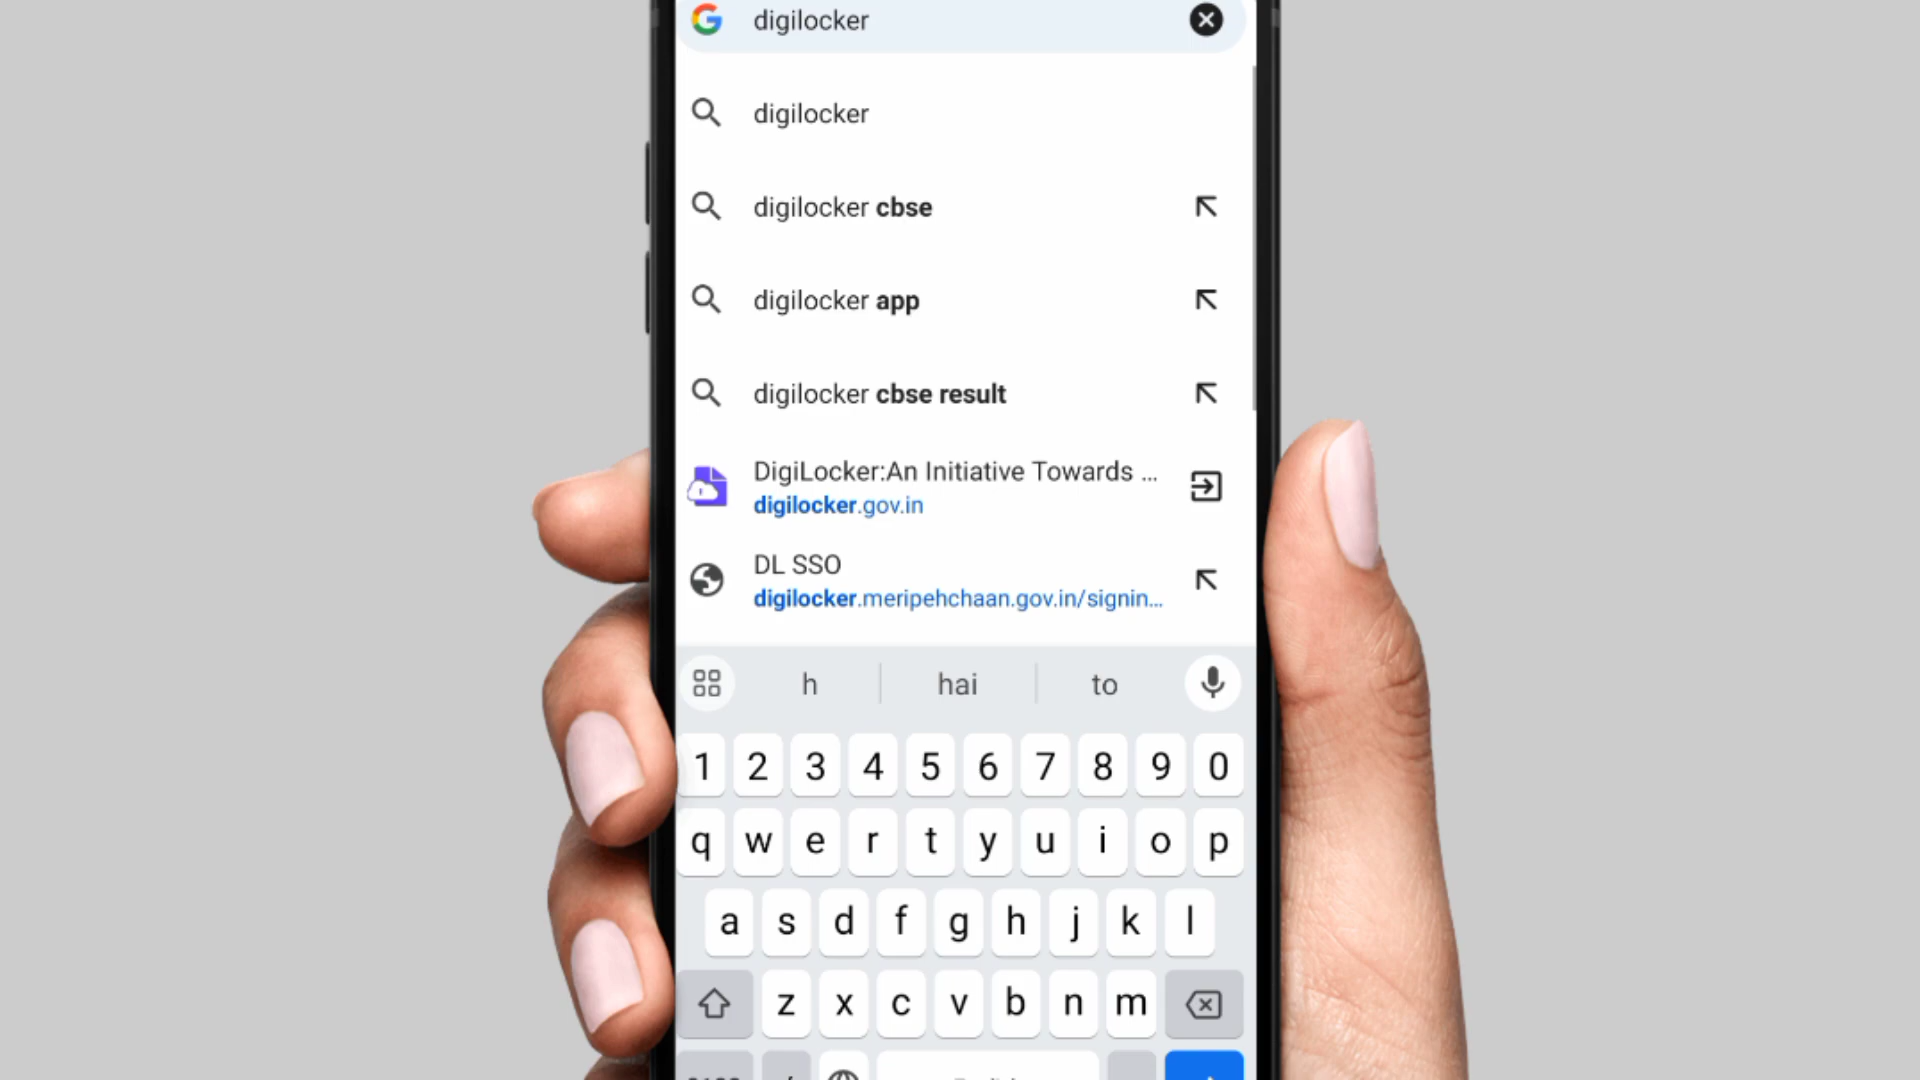 digilocker
digilocker
digilocker cbse
digilocker app
digilocker cbse result
DigiLocker:An Initiative Towards ...
digilocker.gov.in
DL SSO
digilocker.meripehchaan.gov.in/signin...
h hai to
1 2 3 4 5 6 7 8 9 0
q w e r t y u i o p
a s d f g h j k l
z x c v b n m